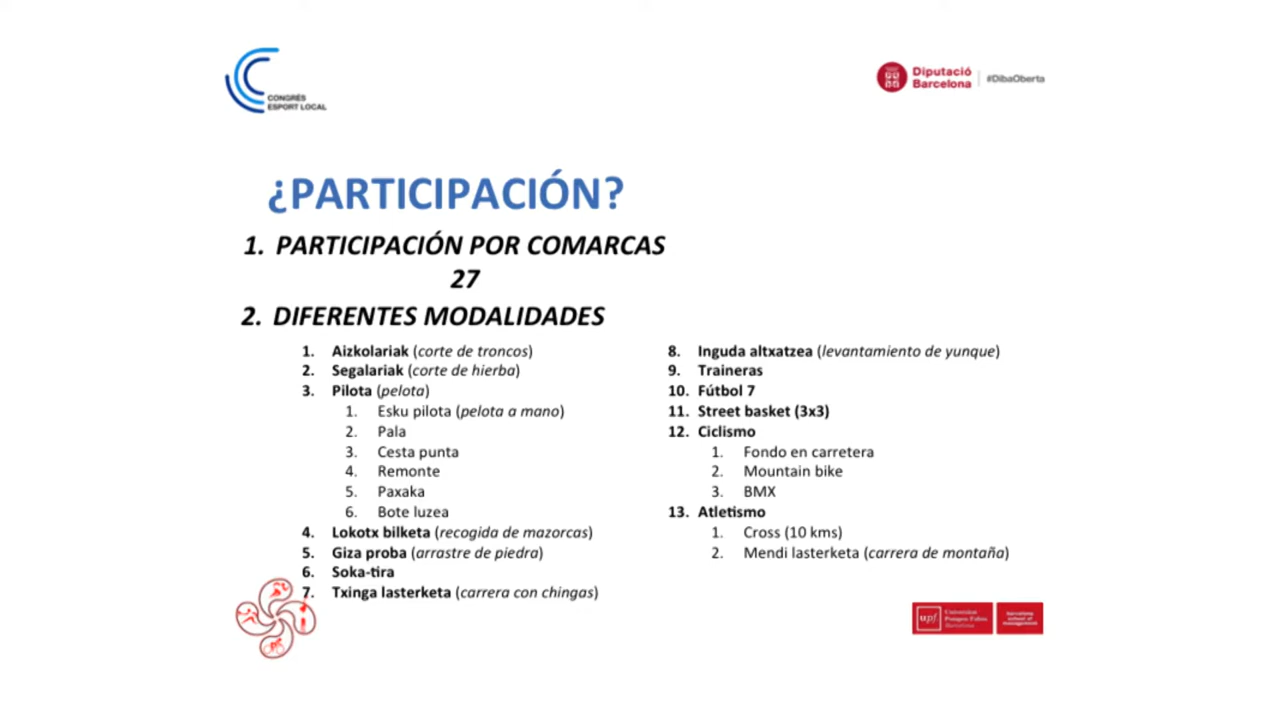 CONGRÉS
ESPORT LOCAL
Diputació
Barcelona
#DibaOberta
¿PARTICIPACIÓN?
1. PARTICIPACIÓN POR COMARCAS
27
2. DIFERENTES MODALIDADES
1. Aizkolariak (corte de troncos)
2. Segalariak (corte de hierba)
3. Pilota (pelota)
1. Esku pilota (pelota a mano)
2. Pala
3. Cesta punta
4. Remonte
5. Paxaka
6. Bote luzea
4. Lokotx bilketa (recogida de mazorcas)
5. Giza proba (arrastre de piedra)
6. Soka-tira
7. Txinga lasterketa (carrera con chingas)
8. Inguda altxatzea (levantamiento de yunque)
9. Traineras
10. Fútbol 7
11. Street basket (3x3)
12. Ciclismo
1. Fondo en carretera
2. Mountain bike
3. BMX
13. Atletismo
1. Cross (10 kms)
2. Mendi lasterketa (carrera de montaña)
upf.
Universitat
Pompeu Fabra
Barcelona
barcelona
school of
management